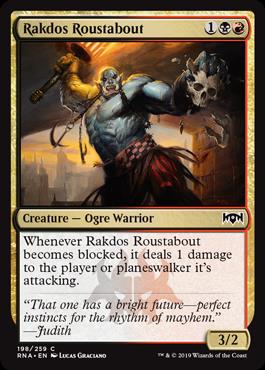 Rakdos Roustabout 1
Creature — Ogre Warrior
Whenever Rakdos Roustabout
becomes blocked, it deals 1 damage
to the player or planeswalker it's
attacking.
“That one has a bright future—perfect
instincts for the rhythm of mayhem.”
—Judith
3/2
198/259 C
RNA • EN Lucas Graciano
™ & © 2019 Wizards of the Coast